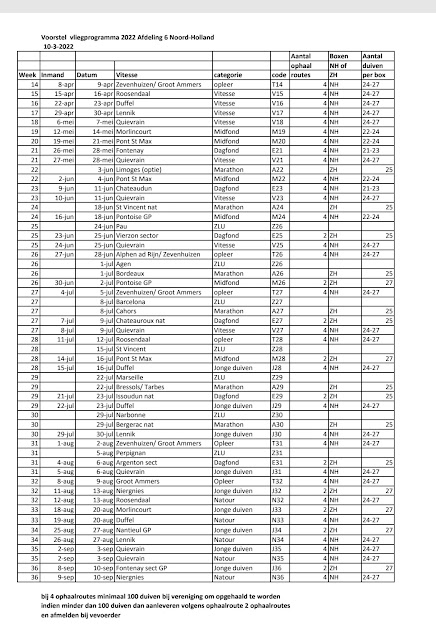 Voorstel vliegprogramma 2022 Afdeling 6 Noord-Holland
10-3-2022
Aantal Boxen Aantal
ophaal NH of duiven
Week Inmand Datum Vitesse categorie code routes ZH per box
14 8-apr 9-apr Zevenhuizen/ Groot Ammers opleer T14 4 NH 24-27
15 15-apr 16-apr Roosendaal Vitesse V15 4 NH 24-27
16 22-apr 23-apr Duffel Vitesse V16 4 NH 24-27
17 29-apr 30-apr Lennik Vitesse V17 4 NH 24-27
18 6-mei 7-mei Quievrain Vitesse V18 4 NH 24-27
19 12-mei 14-mei Morlincourt Midfond M19 4 NH 22-24
20 19-mei 21-mei Pont St Max Midfond M20 4 NH 22-24
21 26-mei 28-mei Fontenay Dagfond E21 4 NH 21-23
21 27-mei 28-mei Quievrain Vitesse V21 4 NH 24-27
22 3-jun Limoges (optie) Marathon A22 ZH 25
22 2-jun 4-jun Pont St Max Midfond M22 4 NH 22-24
23 9-jun 11-jun Chateaudun Dagfond E23 4 NH 21-23
23 10-jun 11-jun Quievrain Vitesse V23 4 NH 24-27
24 18-jun St Vincent nat Marathon A24 ZH 25
24 16-jun 18-jun Pontoise GP Midfond M24 4 NH 22-24
25 24-jun Pau ZLU Z26
25 23-jun 25-jun Vierzon sector Dagfond E25 2 ZH 25
25 24-jun 25-jun Quievrain Vitesse V25 4 NH 24-27
26 27-jun 28-jun Alphen ad Rijn/ Zevenhuizen opleer T26 4 NH 24-27
26 1-jul Agen ZLU Z26
26 1-jul Bordeaux Marathon A26 ZH 25
26 30-jun 2-jul Pontoise GP Midfond M26 2 ZH 27
27 4-jul 5-jul Zevenhuizen/ Groot Ammers opleer T27 4 NH 24-27
27 8-jul Barcelona ZLU Z27
27 8-jul Cahors Marathon A27 ZH 25
27 7-jul 9-jul Chateauroux nat Dagfond E27 2 ZH 25
27 8-jul 9-jul Quievrain Vitesse V27 4 NH 24-27
28 11-jul 12-jul Roosendaal opleer T28 4 NH 24-27
28 15-jul St Vincent ZLU Z28
28 14-jul 16-jul Pont St Max Midfond M28 2 ZH 27
28 15-jul 16-jul Duffel Jonge duiven J28 4 NH 24-27
29 22-jul Marseille ZLU Z29
29 22-jul Bressols/ Tarbes Marathon A29 ZH 25
29 21-jul 23-jul Issoudun nat Dagfond E29 2 ZH 25
29 22-jul 23-jul Duffel Jonge duiven J29 4 NH 24-27
30 29-jul Narbonne ZLU Z30
30 29-jul Bergerac nat Marathon A30 ZH 25
30 29-jul 30-jul Lennik Jonge duiven J30 4 NH 24-27
31 1-aug 2-aug Zevenhuizen/ Groot Ammers Opleer T31 4 NH 24-27
31 5-aug Perpignan ZLU Z31
31 4-aug 6-aug Argenton sect Dagfond E31 2 ZH 25
31 5-aug 6-aug Quievrain Jonge duiven J31 4 NH 24-27
32 8-aug 9-aug Groot Ammers Opleer T32 4 NH 24-27
32 11-aug 13-aug Niergnies Jonge duiven J32 2 ZH 27
32 12-aug 13-aug Roosendaal Natour N32 4 NH 24-27
33 18-aug 20-aug Morlincourt Jonge duiven J33 2 ZH 27
33 19-aug 20-aug Duffel Natour N33 4 NH 24-27
34 25-aug 27-aug Nantieul GP Jonge duiven J34 2 ZH 27
34 26-aug 27-aug Lennik Natour N34 4 NH 24-27
35 2-sep 3-sep Quievrain Jonge duiven J35 4 NH 24-27
35 2-sep 3-sep Quievrain Natour N35 4 NH 24-27
36 8-sep 10-sep Fontenay sect GP Jonge duiven J36 2 ZH 27
36 9-sep 10-sep Niergnies Natour N36 4 NH 24-27
bij 4 ophaalroutes minimaal 100 duiven bij vereniging om opgehaald te worden
indien minder dan 100 duiven dan aanleveren volgens ophaalroute 2 ophaalroutes
en afmelden bij vevoerder